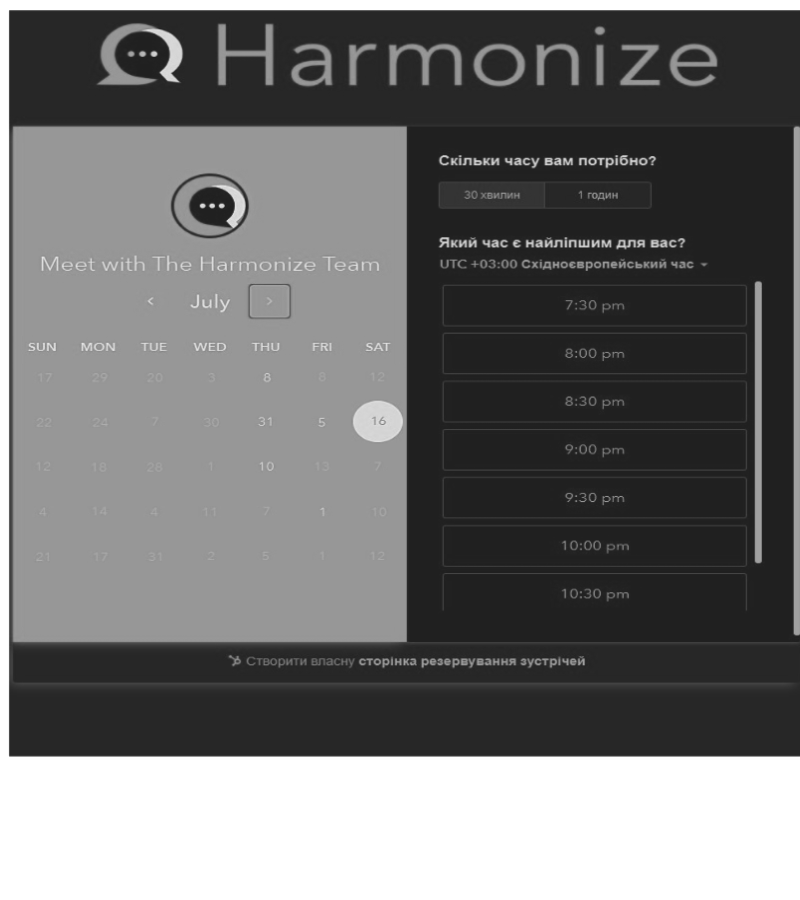 Harmonize
Meet with The Harmonize Team
July
SUN MON TUE WED THU FRI SAT
17 29 20 3 8 8 12
22 24 7 30 31 5 16
12 18 28 1 10 13 7
4 14 4 11 7 1 10
21 17 31 2 5 1 12
Скільки часу вам потрібно?
30 хвилин 1 годин
Який час є найліпшим для вас?
UTC +03:00 Східноєвропейський час
7:30 pm
8:00 pm
8:30 pm
9:00 pm
9:30 pm
10:00 pm
10:30 pm
Створити власну сторінка резервування зустрічей